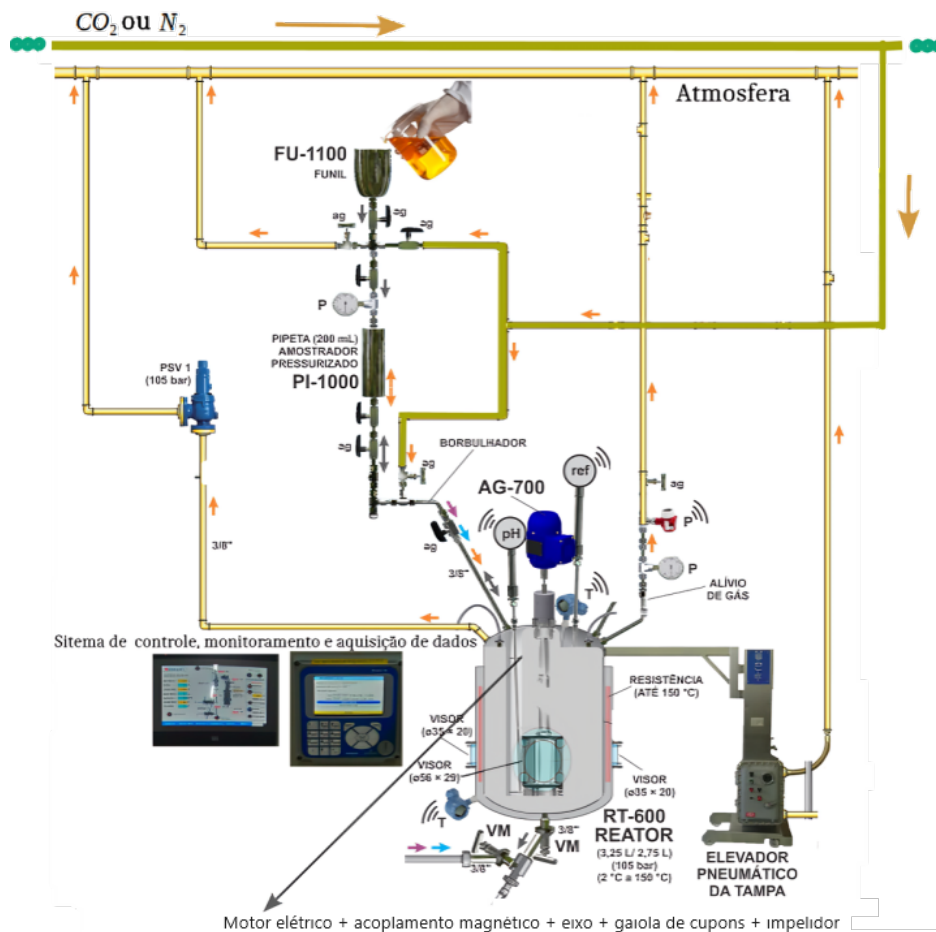 CO₂ ou N₂
Atmosfera
FU-1100
FUNIL
ag
ag
ag
P
PIPETA (200 mL)
AMOSTRADOR
PRESSURIZADO
PI-1000
PSV 1
(105 bar)
ag
ag
BORBULHADOR
ag
3/8"
3/8"
AG-700
pH
ref
T
ag
P
P
ALÍVIO
DE GÁS
Sitema de controle, monitoramento e aquisição de dados
RESISTÊNCIA
(ATÉ 150 °C)
VISOR
(ø35 × 20)
VISOR
(ø56 × 29)
VISOR
(ø35 × 20)
T
VM
3/8"
VM
3/8"
RT-600
REATOR
(3,25 L/ 2,75 L)
(105 bar)
(2 °C a 150 °C)
ELEVADOR
PNEUMÁTICO
DA TAMPA
Motor elétrico + acoplamento magnético + eixo + gaiola de cupons + impelidor